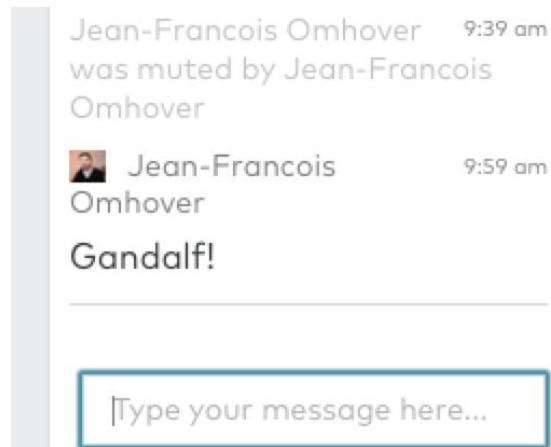 Jean-Francois Omhover 9:39 am
was muted by Jean-Francois
Omhover
Jean-Francois 9:59 am
Omhover
Gandalf!
Type your message here...